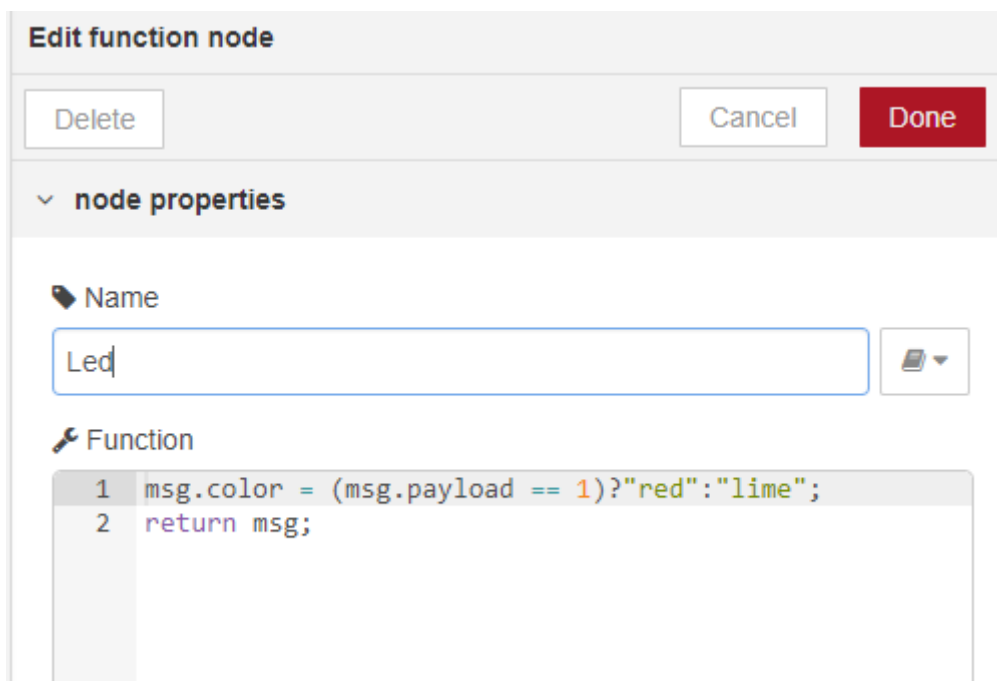 Edit function node
Delete Cancel Done
node properties
Name
Led
Function
1 msg.color = (msg.payload == 1)?"red":"lime";
2 return msg;